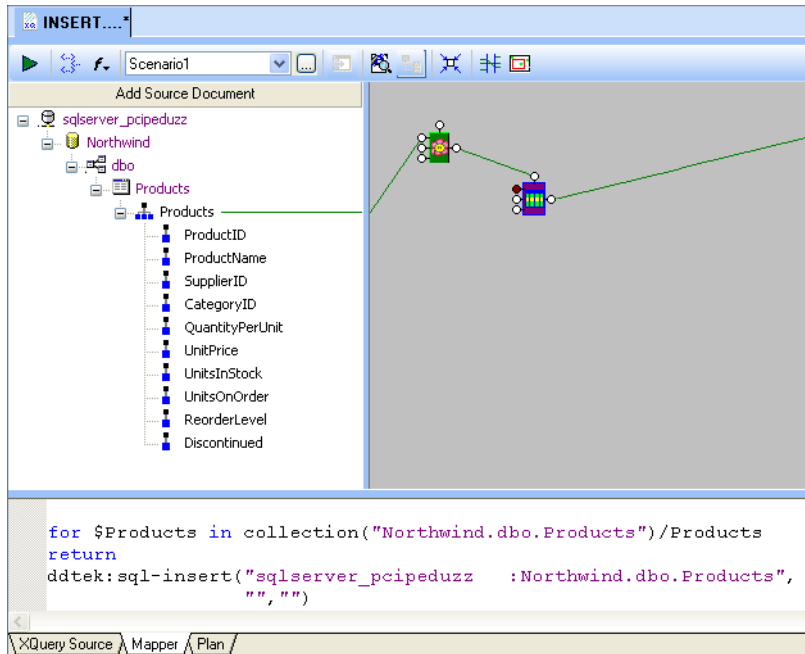 INSERT....*
Scenario1
Add Source Document
sqlserver_pcipeduzz
Northwind
dbo
Products
Products
ProductID
ProductName
SupplierID
CategoryID
QuantityPerUnit
UnitPrice
UnitsInStock
UnitsOnOrder
ReorderLevel
Discontinued
for $Products in collection("Northwind.dbo.Products")/Products
return
ddtek:sql-insert("sqlserver_pcipeduzz   :Northwind.dbo.Products",
"","")
XQuery Source Mapper Plan